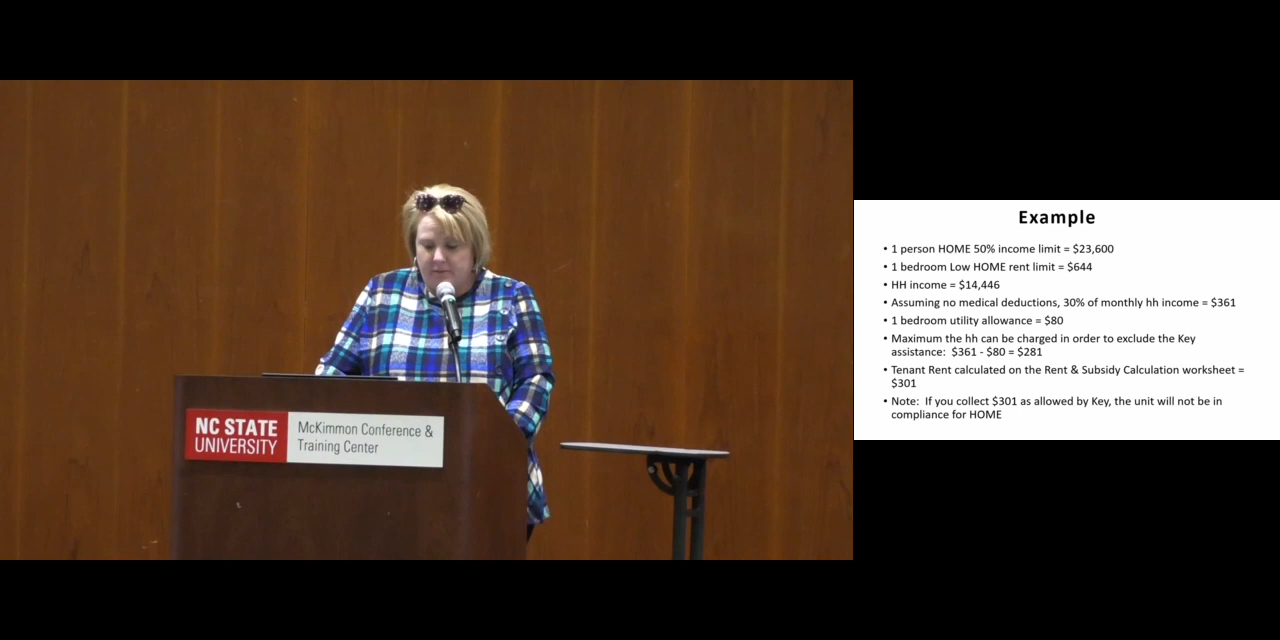 NC STATE
UNIVERSITY
McKimmon Conference &
Training Center
Example
• 1 person HOME 50% income limit = $23,600
• 1 bedroom Low HOME rent limit = $644
• HH income = $14,446
• Assuming no medical deductions, 30% of monthly hh income = $361
• 1 bedroom utility allowance = $80
• Maximum the hh can be charged in order to exclude the Key
assistance: $361 - $80 = $281
• Tenant Rent calculated on the Rent & Subsidy Calculation worksheet =
$301
• Note: If you collect $301 as allowed by Key, the unit will not be in
compliance for HOME